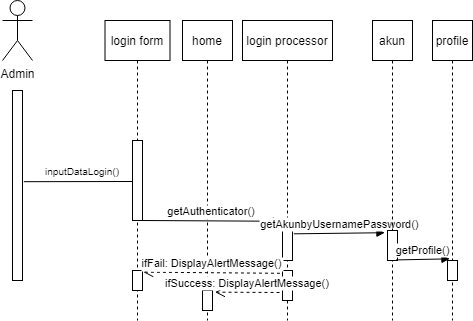 Admin
login form
home
login processor
akun
profile
inputDataLogin()
getAuthenticator()
getAkunbyUsernamePassword()
getProfile()
ifFail: DisplayAlertMessage()
ifSuccess: DisplayAlertMessage()